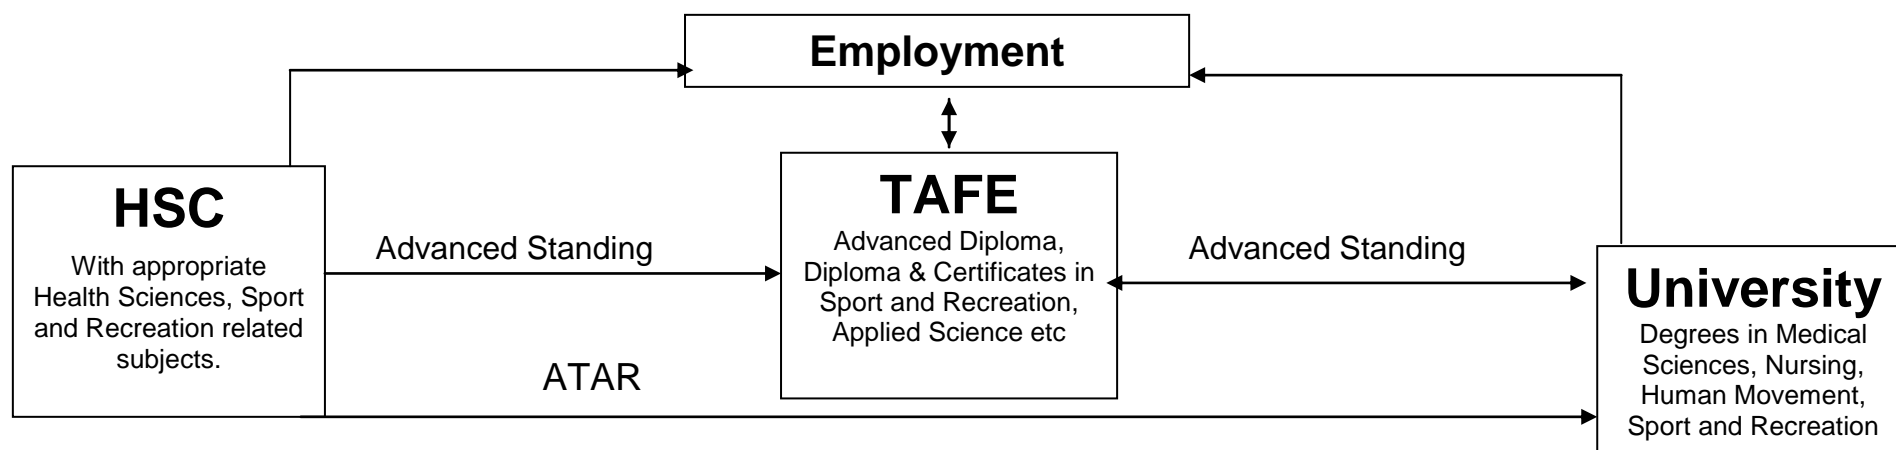 Employment
HSC
With appropriate
Health Sciences, Sport
and Recreation related
subjects.
Advanced Standing
ATAR
TAFE
Advanced Diploma,
Diploma & Certificates in
Sport and Recreation,
Applied Science etc
Advanced Standing
University
Degrees in Medical
Sciences, Nursing,
Human Movement,
Sport and Recreation